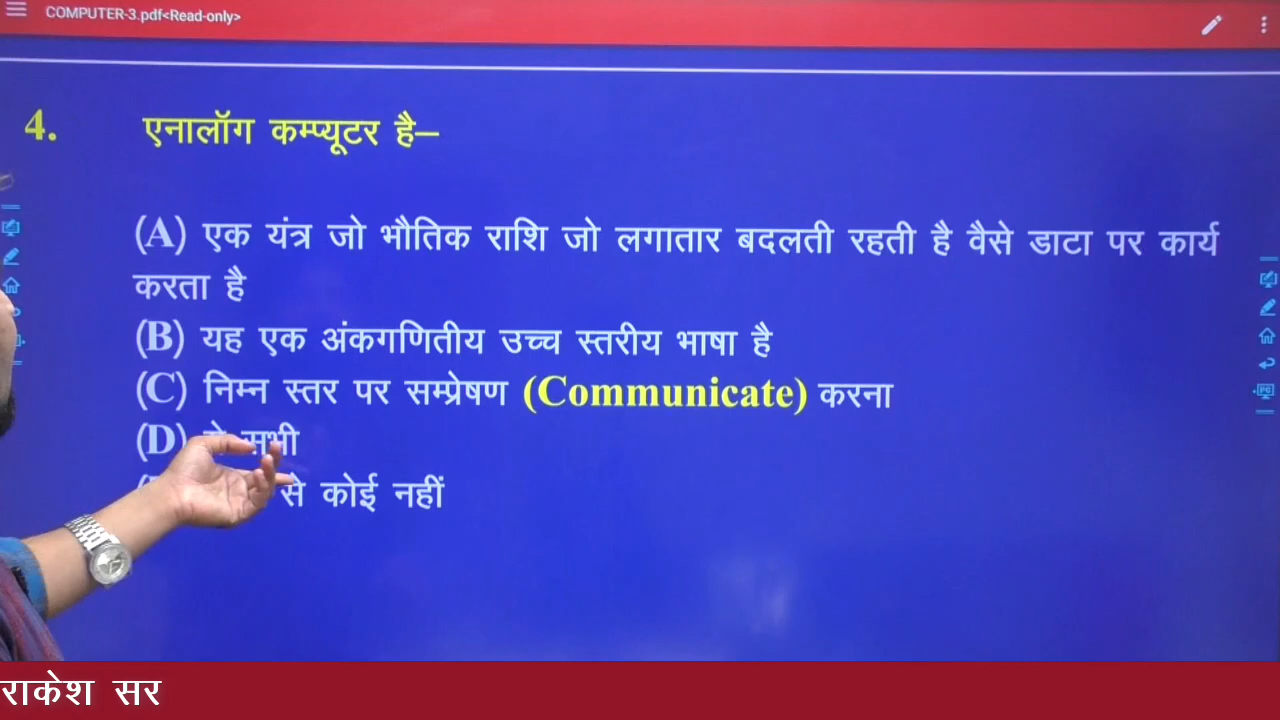 COMPUTER-3.pdf<Read-only>
4. एनालॉग कम्प्यूटर है–
(A) एक यंत्र जो भौतिक राशि जो लगातार बदलती रहती है वैसे डाटा पर कार्य
करता है
(B) यह एक अंकगणितीय उच्च स्तरीय भाषा है
(C) निम्न स्तर पर सम्प्रेषण (Communicate) करना
(D) सभी
से कोई नहीं
राकेश सर